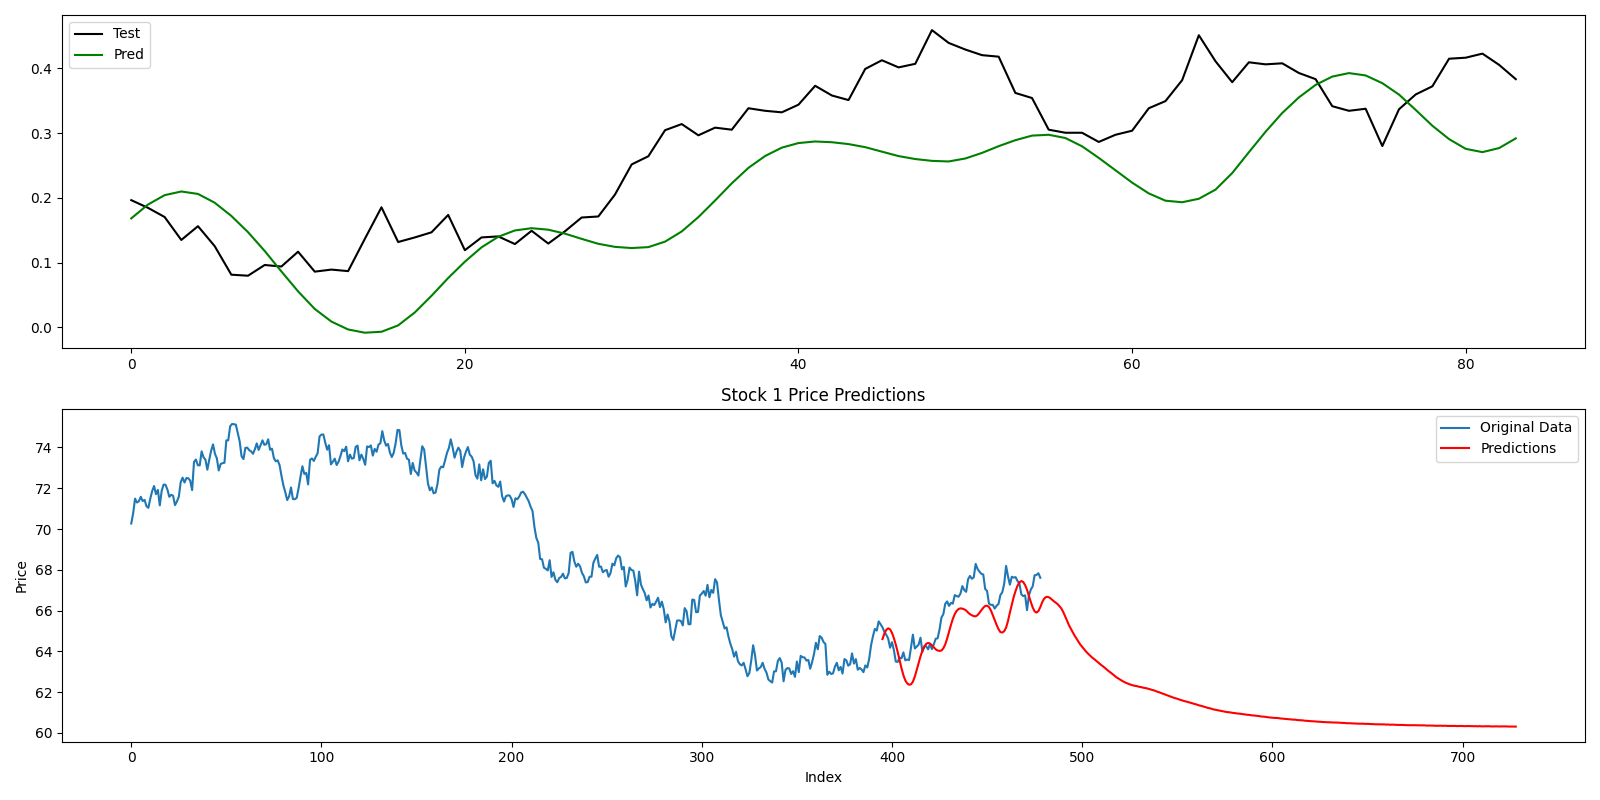 Test
Pred
0.4
0.3
0.2
0.1
0.0
0 20 40 60 80
Stock 1 Price Predictions
Original Data
Predictions
74
72
70
68
66
64
62
60
Price
0 100 200 300 400 500 600 700
Index